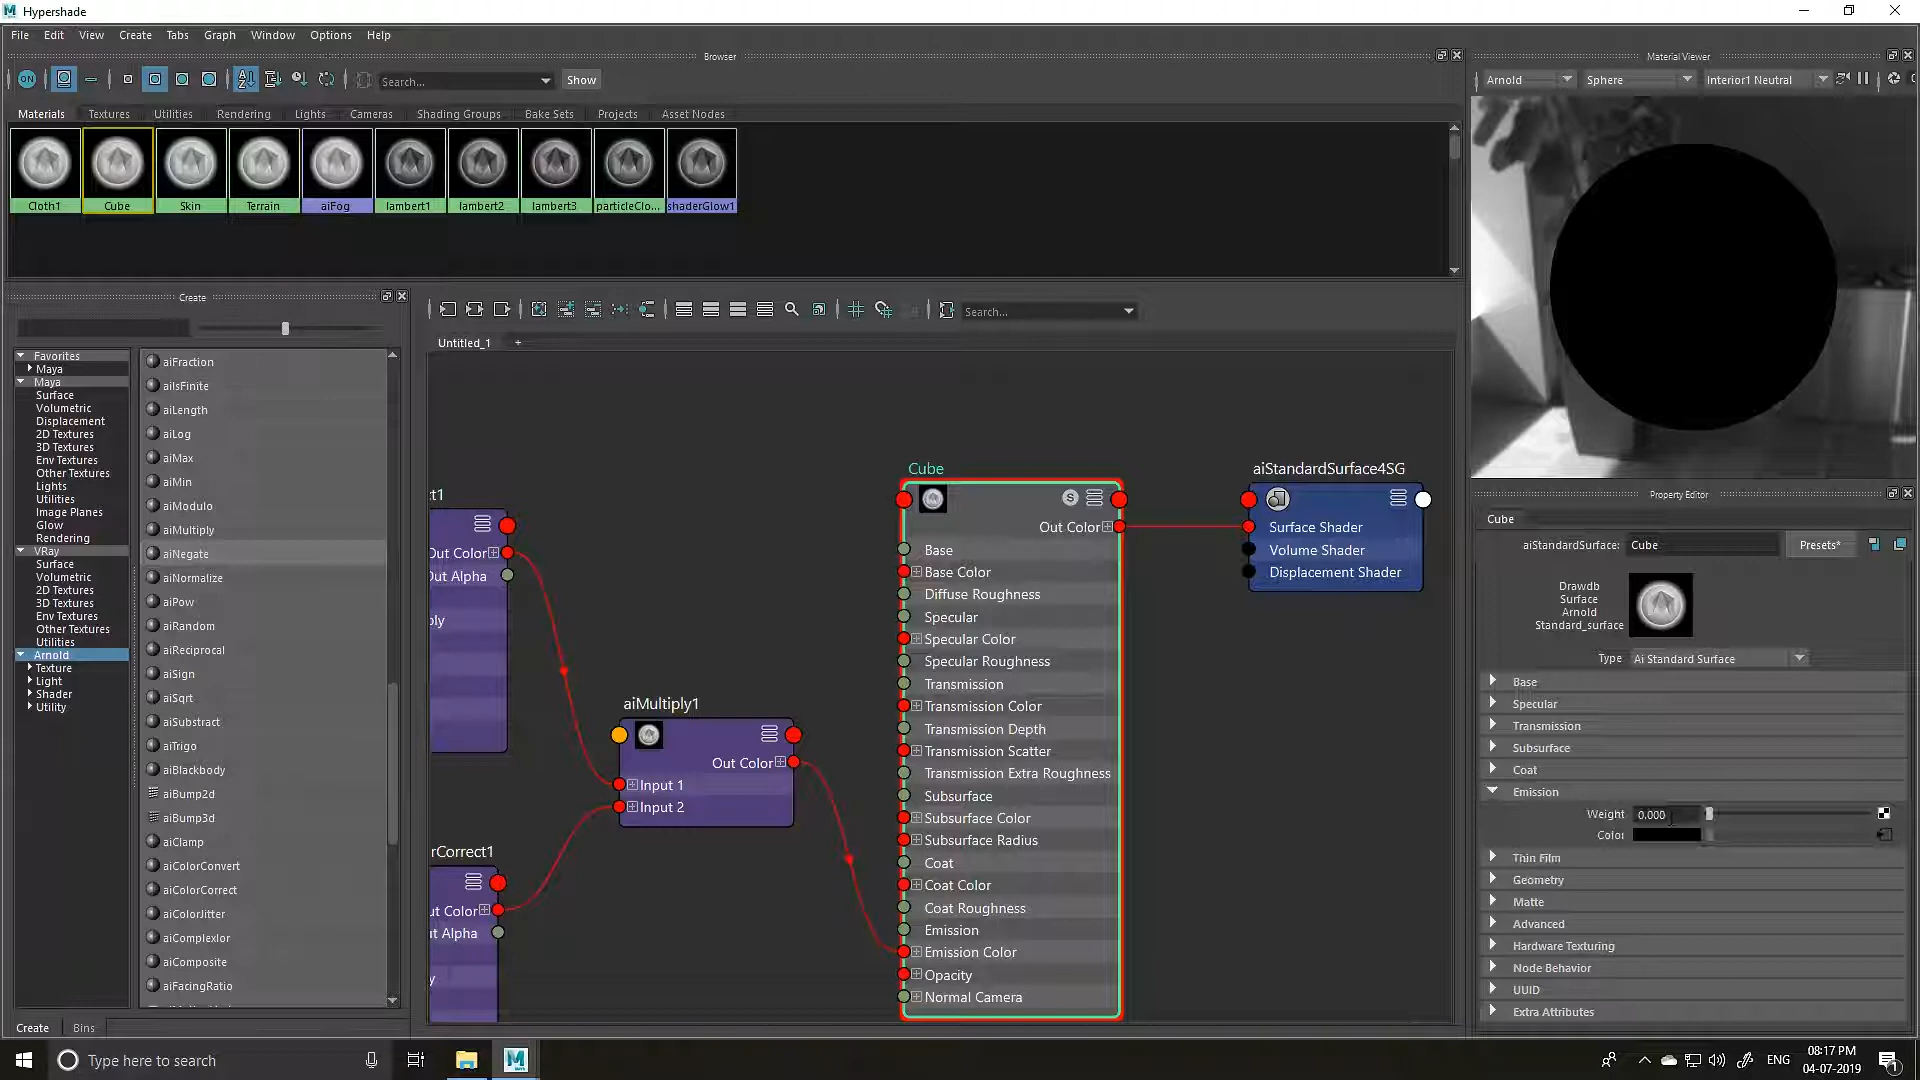 Hypershade
File Edit View Create Tabs Graph Window Options Help
Browser
Material Viewer
ON Search... Show
Arnold Sphere Interior1 Neutral
Materials Textures Utilities Rendering Lights Cameras Shading Groups Bake Sets Projects Asset Nodes
Cloth1 Cube Skin Terrain aiFog lambert1 lambert2 lambert3 particleClo... shaderGlow1
Create
Search...
Untitled_1 +
Favorites
Maya
Maya
Surface
Volumetric
Displacement
2D Textures
3D Textures
Env Textures
Other Textures
Lights
Utilities
Image Planes
Glow
Rendering
VRay
Surface
Volumetric
2D Textures
3D Textures
Env Textures
Other Textures
Utilities
Arnold
Texture
Light
Shader
Utility
aiFraction
aiIsFinite
aiLength
aiLog
aiMax
aiMin
aiModulo
aiMultiply
aiNegate
aiNormalize
aiPow
aiRandom
aiReciprocal
aiSign
aiSqrt
aiSubstract
aiTrigo
aiBlackbody
aiBump2d
aiBump3d
aiClamp
aiColorConvert
aiColorCorrect
aiColorJitter
aiComplexIor
aiComposite
aiFacingRatio
Create Bins
t1
Out Color
Out Alpha
ply
rCorrect1
ut Color
t Alpha
y
aiMultiply1
Out Color
Input 1
Input 2
Cube
S
Out Color
Base
Base Color
Diffuse Roughness
Specular
Specular Color
Specular Roughness
Transmission
Transmission Color
Transmission Depth
Transmission Scatter
Transmission Extra Roughness
Subsurface
Subsurface Color
Subsurface Radius
Coat
Coat Color
Coat Roughness
Emission
Emission Color
Opacity
Normal Camera
aiStandardSurface4SG
Surface Shader
Volume Shader
Displacement Shader
Property Editor
Cube
aiStandardSurface: Cube Presets*
Drawdb
Surface
Arnold
Standard_surface
Type Ai Standard Surface
Base
Specular
Transmission
Subsurface
Coat
Emission
Weight 0.000
Color
Thin Film
Geometry
Matte
Advanced
Hardware Texturing
Node Behavior
UUID
Extra Attributes
Type here to search
ENG
08:17 PM
04-07-2019
1